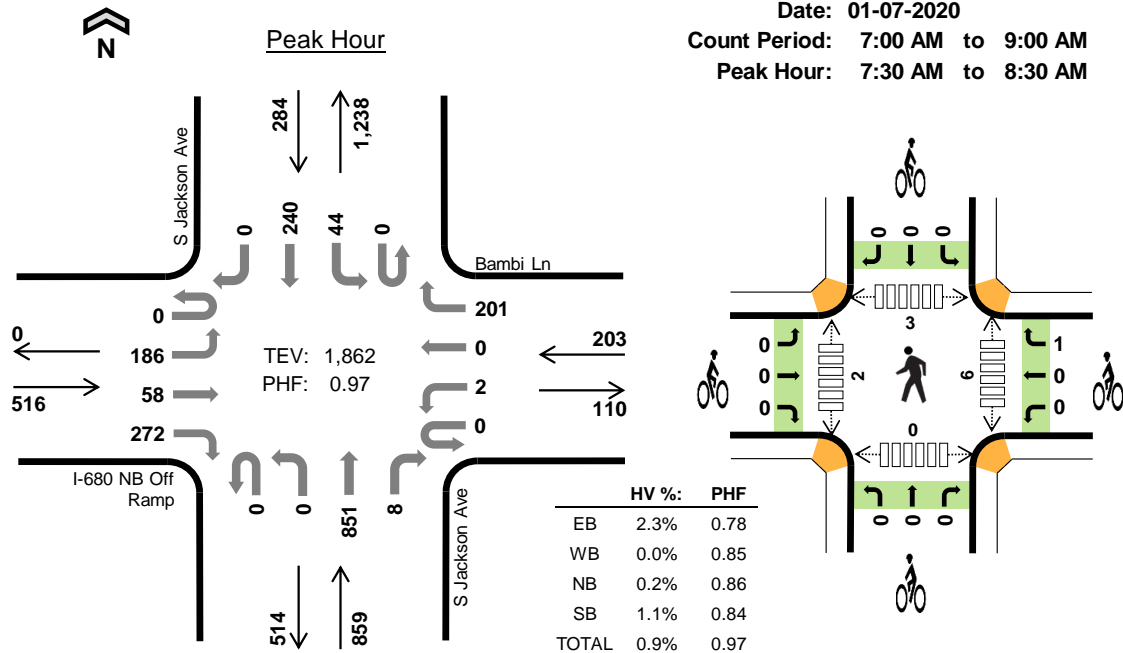 N
Peak Hour
Date: 01-07-2020
Count Period: 7:00 AM to 9:00 AM
Peak Hour: 7:30 AM to 8:30 AM
284
1,238
S Jackson Ave
0
240
44
0
Bambi Ln
0
186
58
272
0
516
TEV: 1,862
PHF: 0.97
201
0
2
0
203
110
I-680 NB Off
Ramp
0
0
851
8
514
859
S Jackson Ave
HV %: PHF
EB 2.3% 0.78
WB 0.0% 0.85
NB 0.2% 0.86
SB 1.1% 0.84
TOTAL 0.9% 0.97
0 0 0
3
0
0
0
2
6
1
0
0
0
0 0 0